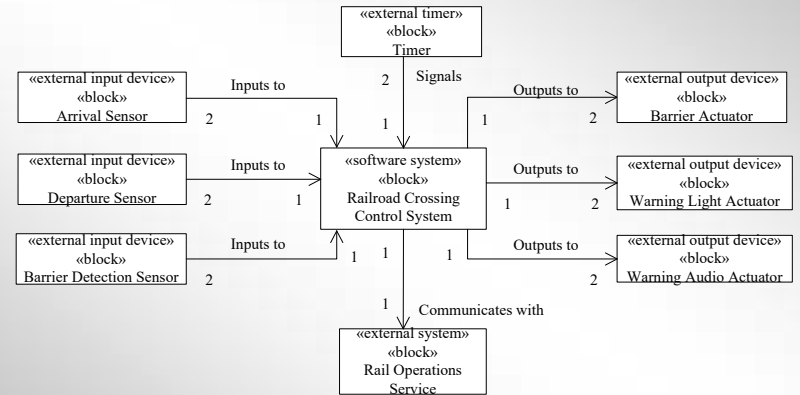 «external timer»
«block»
Timer
2
Signals
1
«external input device»
«block»
Arrival Sensor
Inputs to
2
1
«external input device»
«block»
Departure Sensor
Inputs to
2
1
«external input device»
«block»
Barrier Detection Sensor
Inputs to
2
1
«software system»
«block»
Railroad Crossing
Control System
Outputs to
1
2
«external output device»
«block»
Barrier Actuator
Outputs to
1
2
«external output device»
«block»
Warning Light Actuator
Outputs to
1
2
«external output device»
«block»
Warning Audio Actuator
1
1
Communicates with
«external system»
«block»
Rail Operations
Service